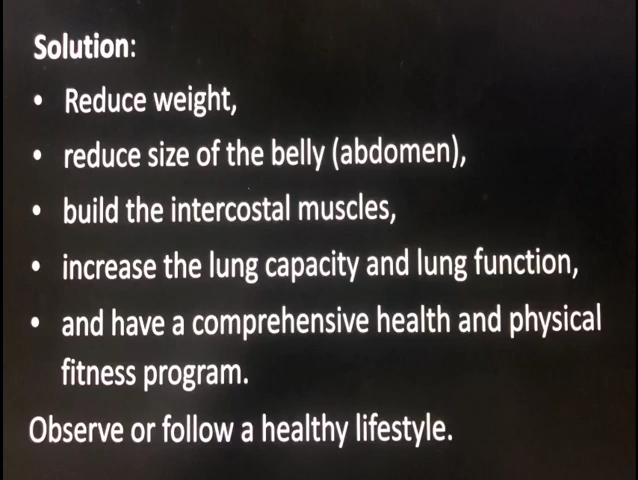 Solution:
• Reduce weight,
• reduce size of the belly (abdomen),
• build the intercostal muscles,
• increase the lung capacity and lung function,
• and have a comprehensive health and physical
fitness program.
Observe or follow a healthy lifestyle.